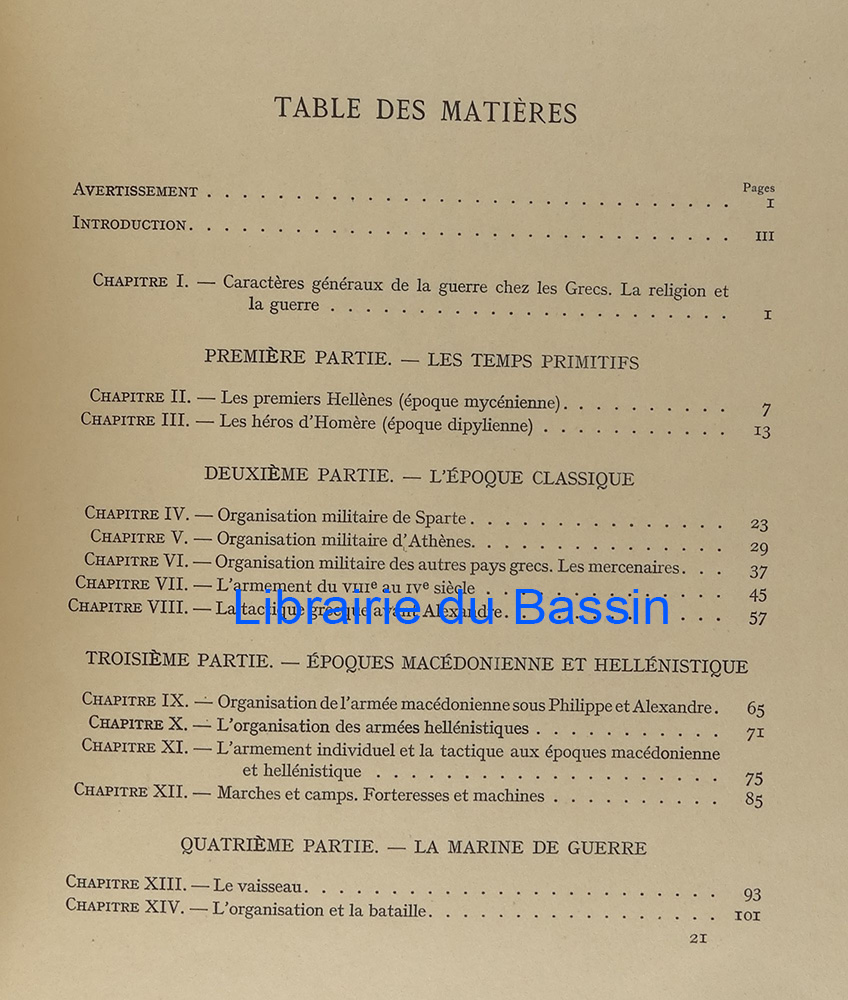 TABLE DES MATIÈRES
Pages
AVERTISSEMENT . . . . . . . . . . . . . . . . . . . . . . . . . . . . . I
INTRODUCTION. . . . . . . . . . . . . . . . . . . . . . . . . . . . . . III
CHAPITRE I. — Caractères généraux de la guerre chez les Grecs. La religion et
la guerre . . . . . . . . . . . . . . . . . . . . . . . 1
PREMIÈRE PARTIE. — LES TEMPS PRIMITIFS
CHAPITRE II. — Les premiers Hellènes (époque mycénienne). . . . . . . . . . 7
CHAPITRE III. — Les héros d'Homère (époque dipylienne) . . . . . . . . . . . 13
DEUXIÈME PARTIE. — L'ÉPOQUE CLASSIQUE
CHAPITRE IV. — Organisation militaire de Sparte. . . . . . . . . . . . . . . 23
CHAPITRE V. — Organisation militaire d'Athènes. . . . . . . . . . . . . . . 29
CHAPITRE VI. — Organisation militaire des autres pays grecs. Les mercenaires. . . 37
CHAPITRE VII. — L'armement du VIIIe au IVe siècle . . . . . . . . . . . . . . 45
CHAPITRE VIII. — La tactique grecque avant Alexandre. . . . . . . . . . . . . 57
Librairie du Bassin
TROISIÈME PARTIE. — ÉPOQUES MACÉDONIENNE ET HELLÉNISTIQUE
CHAPITRE IX. — Organisation de l'armée macédonienne sous Philippe et Alexandre. 65
CHAPITRE X. — L'organisation des armées hellénistiques . . . . . . . . . . . 71
CHAPITRE XI. — L'armement individuel et la tactique aux époques macédonienne
et hellénistique . . . . . . . . . . . . . . . . . . . . 75
CHAPITRE XII. — Marches et camps. Forteresses et machines . . . . . . . . . . 85
QUATRIÈME PARTIE. — LA MARINE DE GUERRE
CHAPITRE XIII. — Le vaisseau. . . . . . . . . . . . . . . . . . . . . . . . 93
CHAPITRE XIV. — L'organisation et la bataille. . . . . . . . . . . . . . . . . 101
21